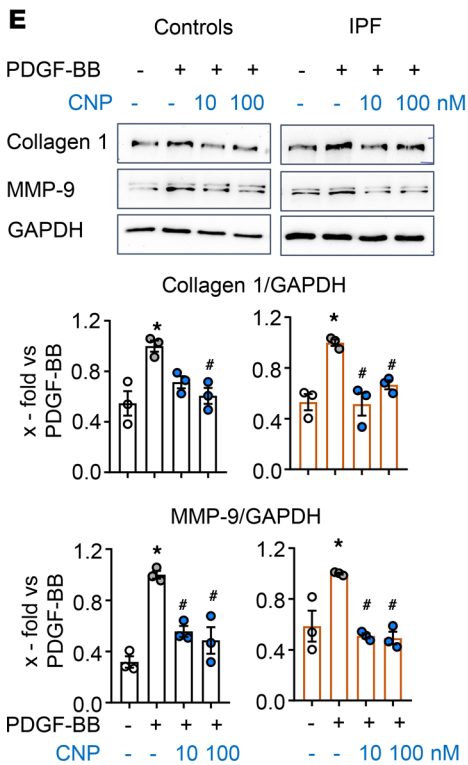 E
Controls IPF
PDGF-BB - + + + - + + +
CNP - - 10 100 - - 10 100 nM
Collagen 1
MMP-9
GAPDH
Collagen 1/GAPDH
x - fold vs PDGF-BB
1.2
0.8
0.4
0.0
*
#
1.2
0.8
0.4
0.0
*
# #
MMP-9/GAPDH
x - fold vs PDGF-BB
1.2
0.8
0.4
0.0
*
# #
1.2
0.8
0.4
0.0
*
# #
PDGF-BB - + + + - + + +
CNP - - 10 100 - - 10 100 nM